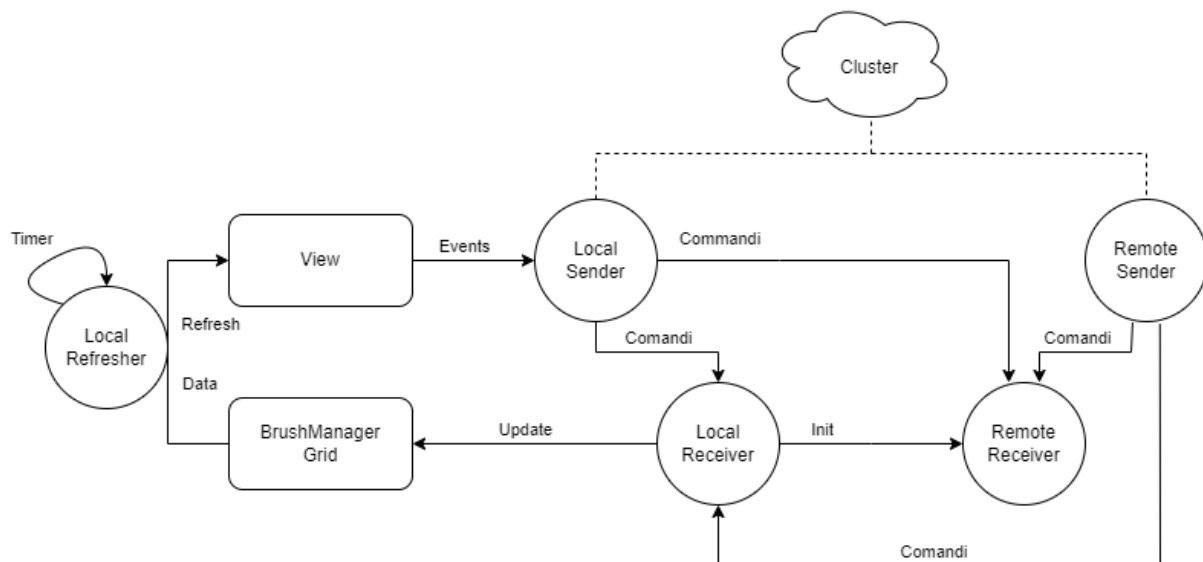 Cluster
Timer
View
Events
Local
Sender
Commandi
Remote
Sender
Local
Refresher
Refresh
Comandi
Comandi
Data
BrushManager
Grid
Update
Local
Receiver
Init
Remote
Receiver
Comandi